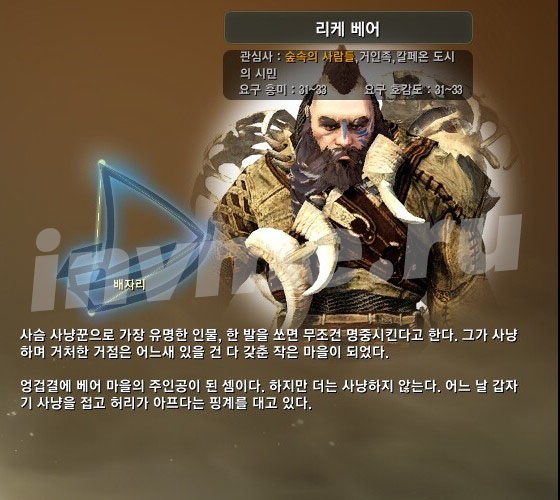 리케 베어
관심사 : 숲속의 사람들,거인족,칼페온 도시
의 시민
요구 흥미 : 31~33 요구 호감도 : 31~33
배자리
invme.ru
사슴 사냥꾼으로 가장 유명한 인물, 한 발을 쏘면 무조건 명중시킨다고 한다. 그가 사냥
하며 거처한 거점은 어느새 있을 건 다 갖춘 작은 마을이 되었다.
엉겁결에 베어 마을의 주인공이 된 셈이다. 하지만 더는 사냥하지 않는다. 어느 날 갑자
기 사냥을 접고 허리가 아프다는 핑계를 대고 있다.